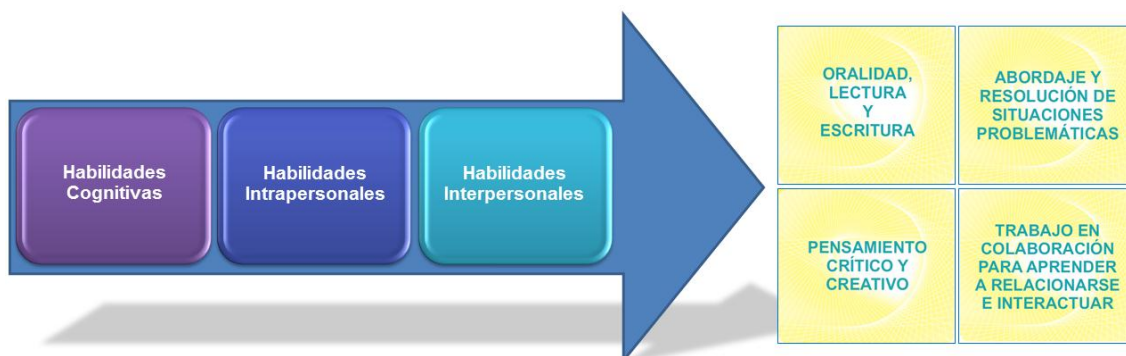 Habilidades
Cognitivas
Habilidades
Intrapersonales
Habilidades
Interpersonales
ORALIDAD,
LECTURA
Y
ESCRITURA
ABORDAJE Y
RESOLUCIÓN DE
SITUACIONES
PROBLEMÁTICAS
PENSAMIENTO
CRÍTICO Y
CREATIVO
TRABAJO EN
COLABORACIÓN
PARA APRENDER
A RELACIONARSE
E INTERACTUAR